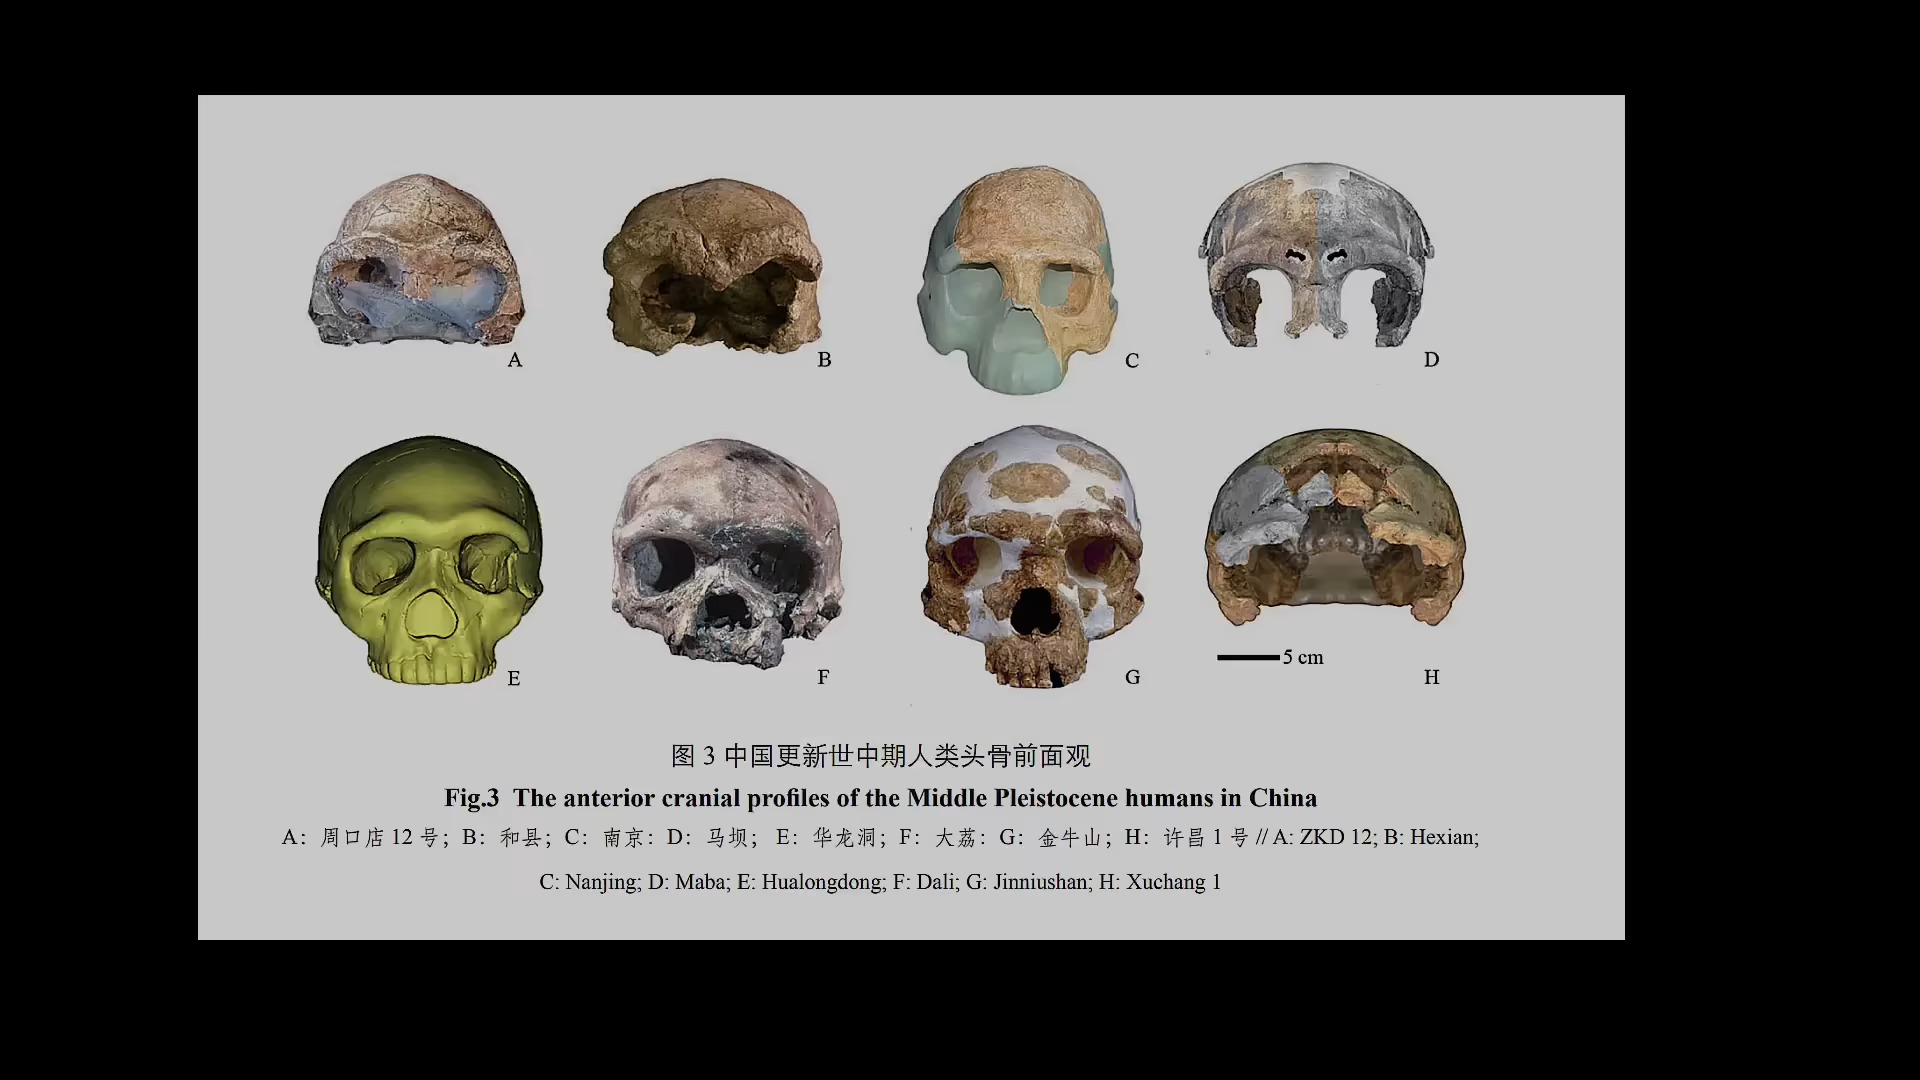 A
B
C
D
E
F
G
5 cm
H
图 3 中国更新世中期人类头骨前面观
Fig.3 The anterior cranial profiles of the Middle Pleistocene humans in China
A：周口店 12 号；B：和县；C：南京：D：马坝； E：华龙洞；F：大荔：G：金牛山；H：许昌 1 号 // A: ZKD 12; B: Hexian;
C: Nanjing; D: Maba; E: Hualongdong; F: Dali; G: Jinniushan; H: Xuchang 1